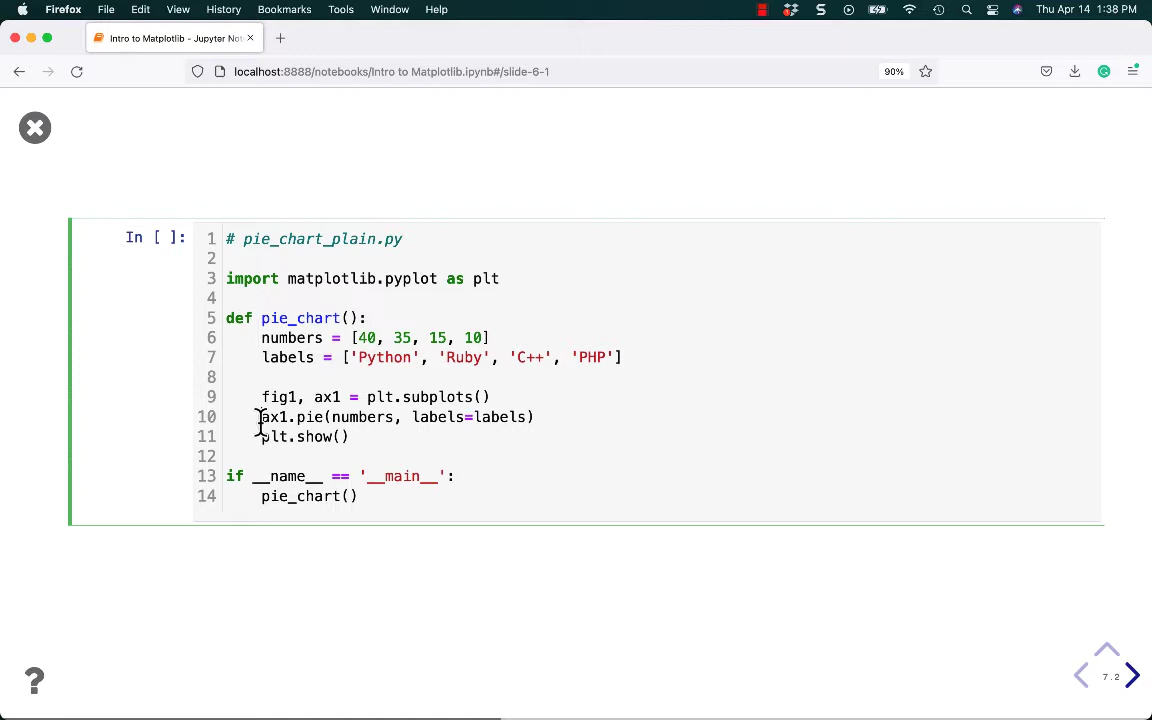 Firefox File Edit View History Bookmarks Tools Window Help Thu Apr 14 1:38 PM
Intro to Matplotlib - Jupyter Not
localhost:8888/notebooks/Intro to Matplotlib.ipynb#/slide-6-1 90%
In [ ]:
1 # pie_chart_plain.py
2
3 import matplotlib.pyplot as plt
4
5 def pie_chart():
6 numbers = [40, 35, 15, 10]
7 labels = ['Python', 'Ruby', 'C++', 'PHP']
8
9 fig1, ax1 = plt.subplots()
10 ax1.pie(numbers, labels=labels)
11 plt.show()
12
13 if __name__ == '__main__':
14 pie_chart()
7.2
?